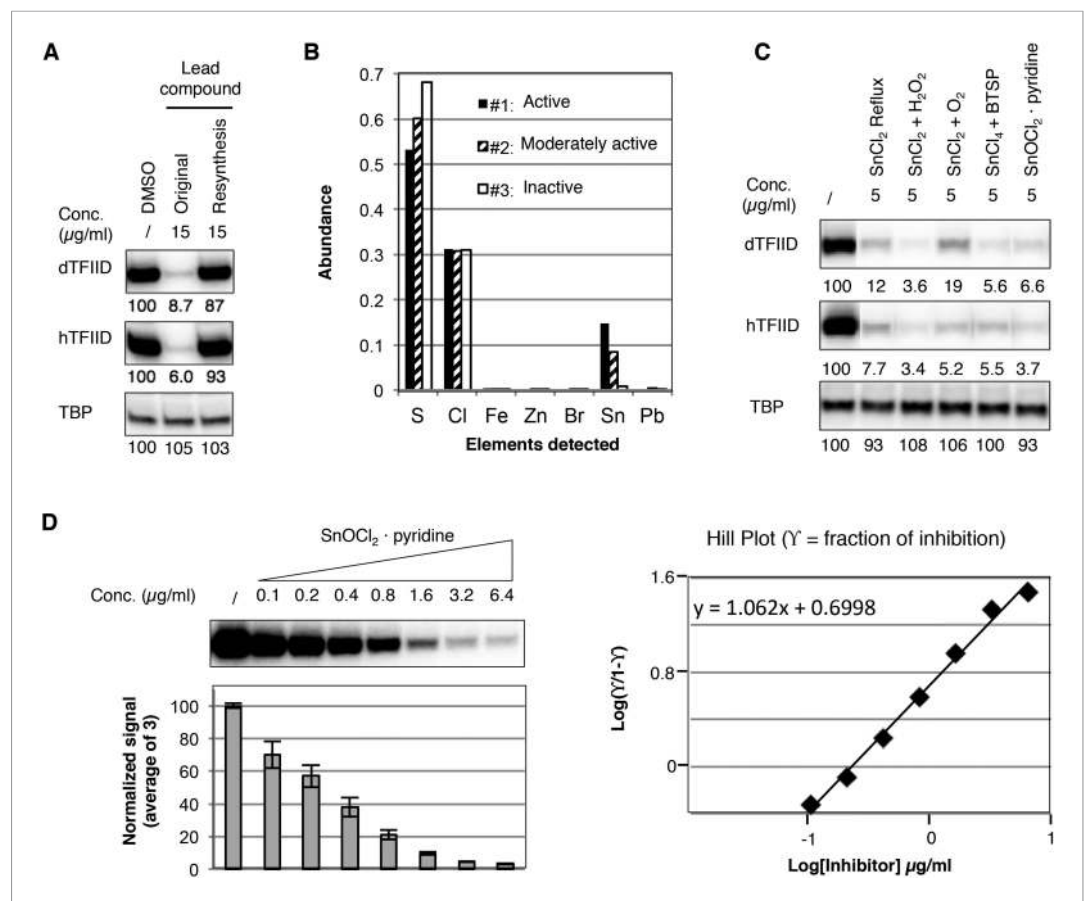 A
Lead
compound
DMSO
Original
Resynthesis
Conc.
(µg/ml) / 15 15
dTFIID
100 8.7 87
hTFIID
100 6.0 93
TBP
100 105 103
B
0.7
0.6
0.5
0.4
0.3
0.2
0.1
0
Abundance
#1: Active
#2: Moderately active
#3: Inactive
S Cl Fe Zn Br Sn Pb
Elements detected
C
SnCl2 Reflux
SnCl2 + H2O2
SnCl2 + O2
SnCl4 + BTSP
SnOCl2 · pyridine
Conc.
(µg/ml) / 5 5 5 5 5
dTFIID
100 12 3.6 19 5.6 6.6
hTFIID
100 7.7 3.4 5.2 5.5 3.7
TBP
100 93 108 106 100 93
D
SnOCl2 · pyridine
Conc. (µg/ml) / 0.1 0.2 0.4 0.8 1.6 3.2 6.4
Normalized signal
(average of 3)
100
80
60
40
20
0
Hill Plot (ϒ = fraction of inhibition)
y = 1.062x + 0.6998
Log(ϒ/1-ϒ)
1.6
0.8
0
-1 0 1
Log[Inhibitor] µg/ml